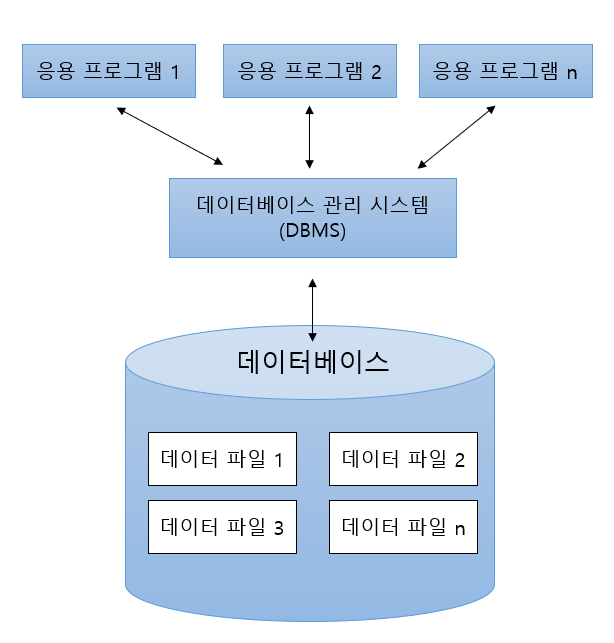 응용 프로그램 1
응용 프로그램 2
응용 프로그램 n
데이터베이스 관리 시스템
(DBMS)
데이터베이스
데이터 파일 1
데이터 파일 2
데이터 파일 3
데이터 파일 n